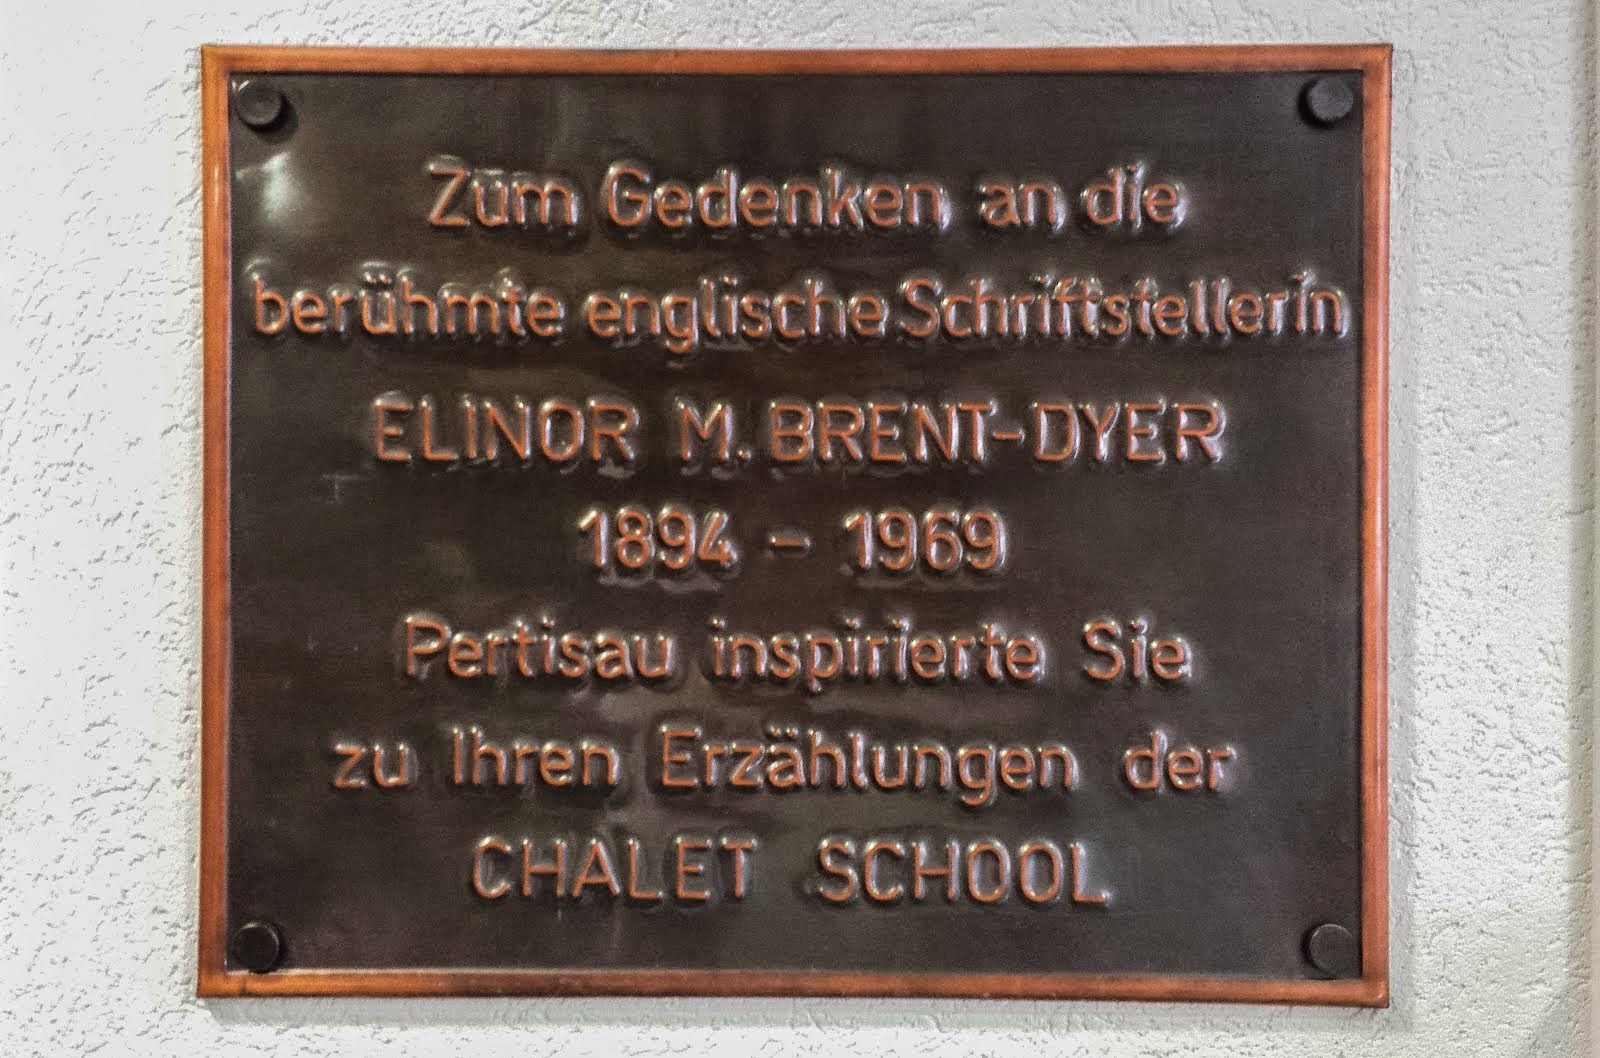 Zum Gedenken an die
berühmte englische Schriftstellerin
ELINOR M. BRENT-DYER
1894 - 1969
Pertisau inspirierte Sie
zu Ihren Erzählungen der
CHALET SCHOOL